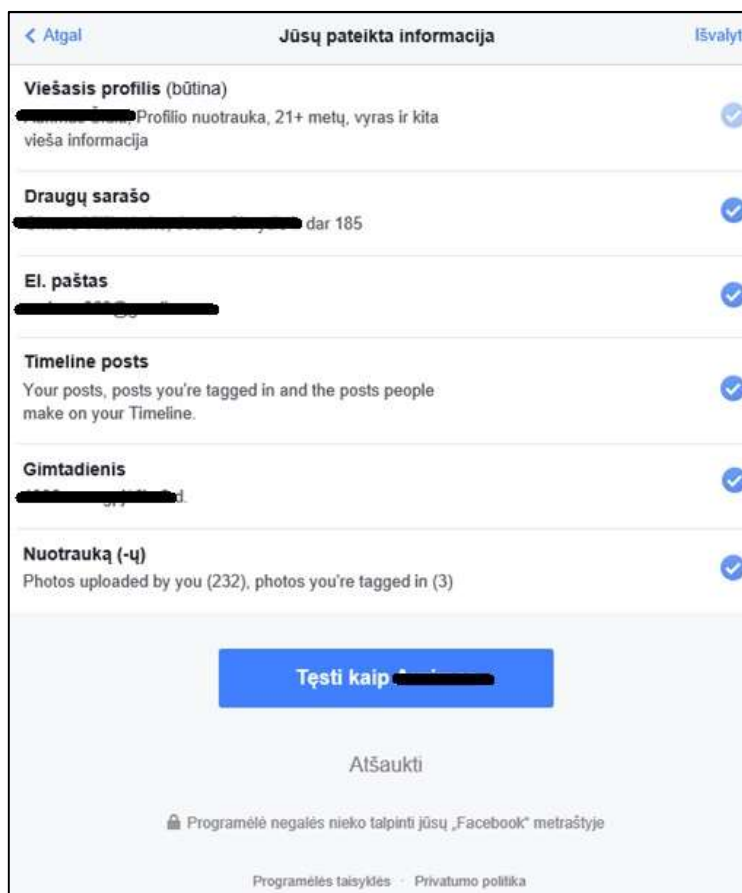 Atgal
Jūsų pateikta informacija
Išvalyt
Viešasis profilis (būtina)
Profilio nuotrauka, 21+ metų, vyras ir kita
vieša informacija
Draugų sarašo
dar 185
El. paštas
Timeline posts
Your posts, posts you're tagged in and the posts people
make on your Timeline.
Gimtadienis
d.
Nuotrauką (-ų)
Photos uploaded by you (232), photos you're tagged in (3)
Tęsti kaip
Atšaukti
Programėlė negalės nieko talpinti jūsų „Facebook“ metraštyje
Programėlės taisyklės · Privatumo politika